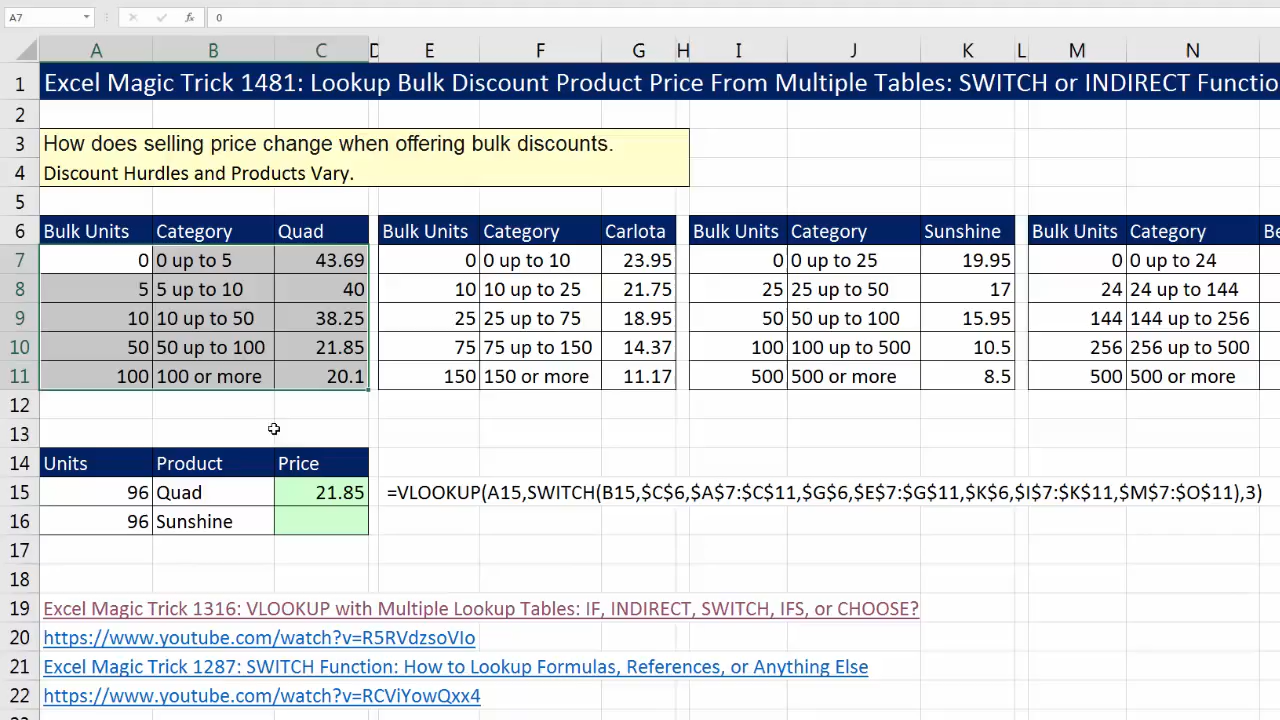 A7 fx 0
A B C D E F G H I J K L M N
1 Excel Magic Trick 1481: Lookup Bulk Discount Product Price From Multiple Tables: SWITCH or INDIRECT Functio
2
3 How does selling price change when offering bulk discounts.
4 Discount Hurdles and Products Vary.
5
6 Bulk Units Category Quad Bulk Units Category Carlota Bulk Units Category Sunshine Bulk Units Category Be
7 0 0 up to 5 43.69 0 0 up to 10 23.95 0 0 up to 25 19.95 0 0 up to 24
8 5 5 up to 10 40 10 10 up to 25 21.75 25 25 up to 50 17 24 24 up to 144
9 10 10 up to 50 38.25 25 25 up to 75 18.95 50 50 up to 100 15.95 144 144 up to 256
10 50 50 up to 100 21.85 75 75 up to 150 14.37 100 100 up to 500 10.5 256 256 up to 500
11 100 100 or more 20.1 150 150 or more 11.17 500 500 or more 8.5 500 500 or more
12
13
14 Units Product Price
15 96 Quad 21.85 =VLOOKUP(A15,SWITCH(B15,$C$6,$A$7:$C$11,$G$6,$E$7:$G$11,$K$6,$I$7:$K$11,$M$7:$O$11),3)
16 96 Sunshine
17
18
19 Excel Magic Trick 1316: VLOOKUP with Multiple Lookup Tables: IF, INDIRECT, SWITCH, IFS, or CHOOSE?
20 https://www.youtube.com/watch?v=R5RVdzsoVIo
21 Excel Magic Trick 1287: SWITCH Function: How to Lookup Formulas, References, or Anything Else
22 https://www.youtube.com/watch?v=RCViYowQxx4